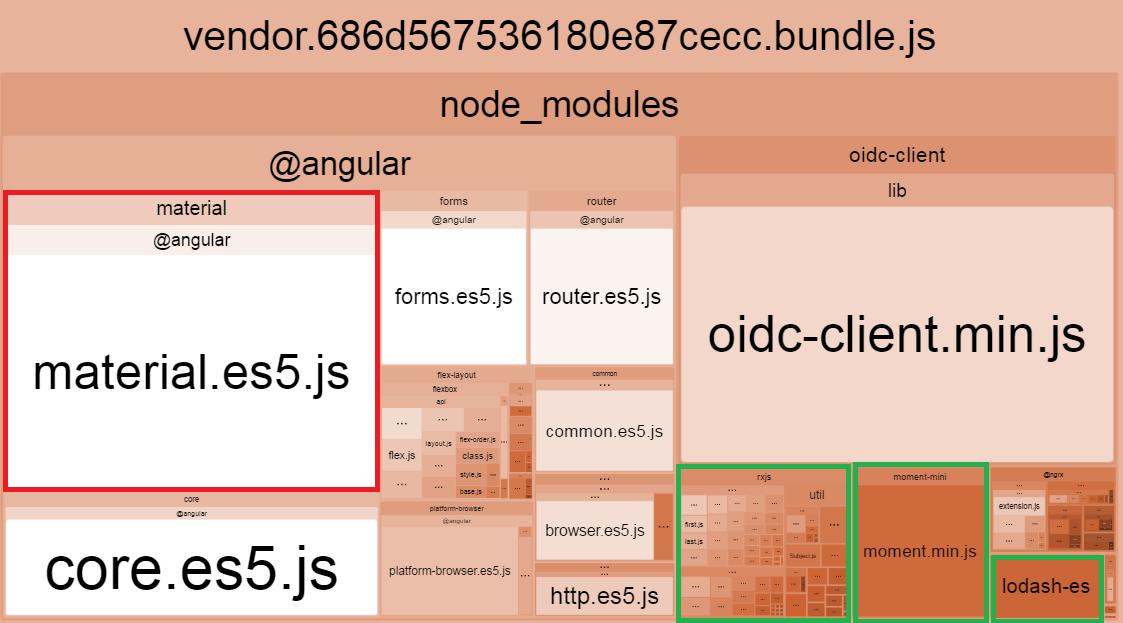 vendor.686d567536180e87cecc.bundle.js
node_modules
@angular
material
@angular
material.es5.js
core
@angular
core.es5.js
forms
@angular
forms.es5.js
router
@angular
router.es5.js
flex-layout
flexbox
...
api
...
...
...
...
flex.js
layout.js
flex-order.js
class.js
...
style.js
...
...
...
base.js
...
common
...
common.es5.js
platform-browser
@angular
platform-browser.es5.js
...
...
...
browser.es5.js
...
...
http.es5.js
oidc-client
lib
oidc-client.min.js
rxjs
...
util
first.js
last.js
Subject.js
...
moment-mini
moment.min.js
@ngrx
...
extension.js
...
lodash-es